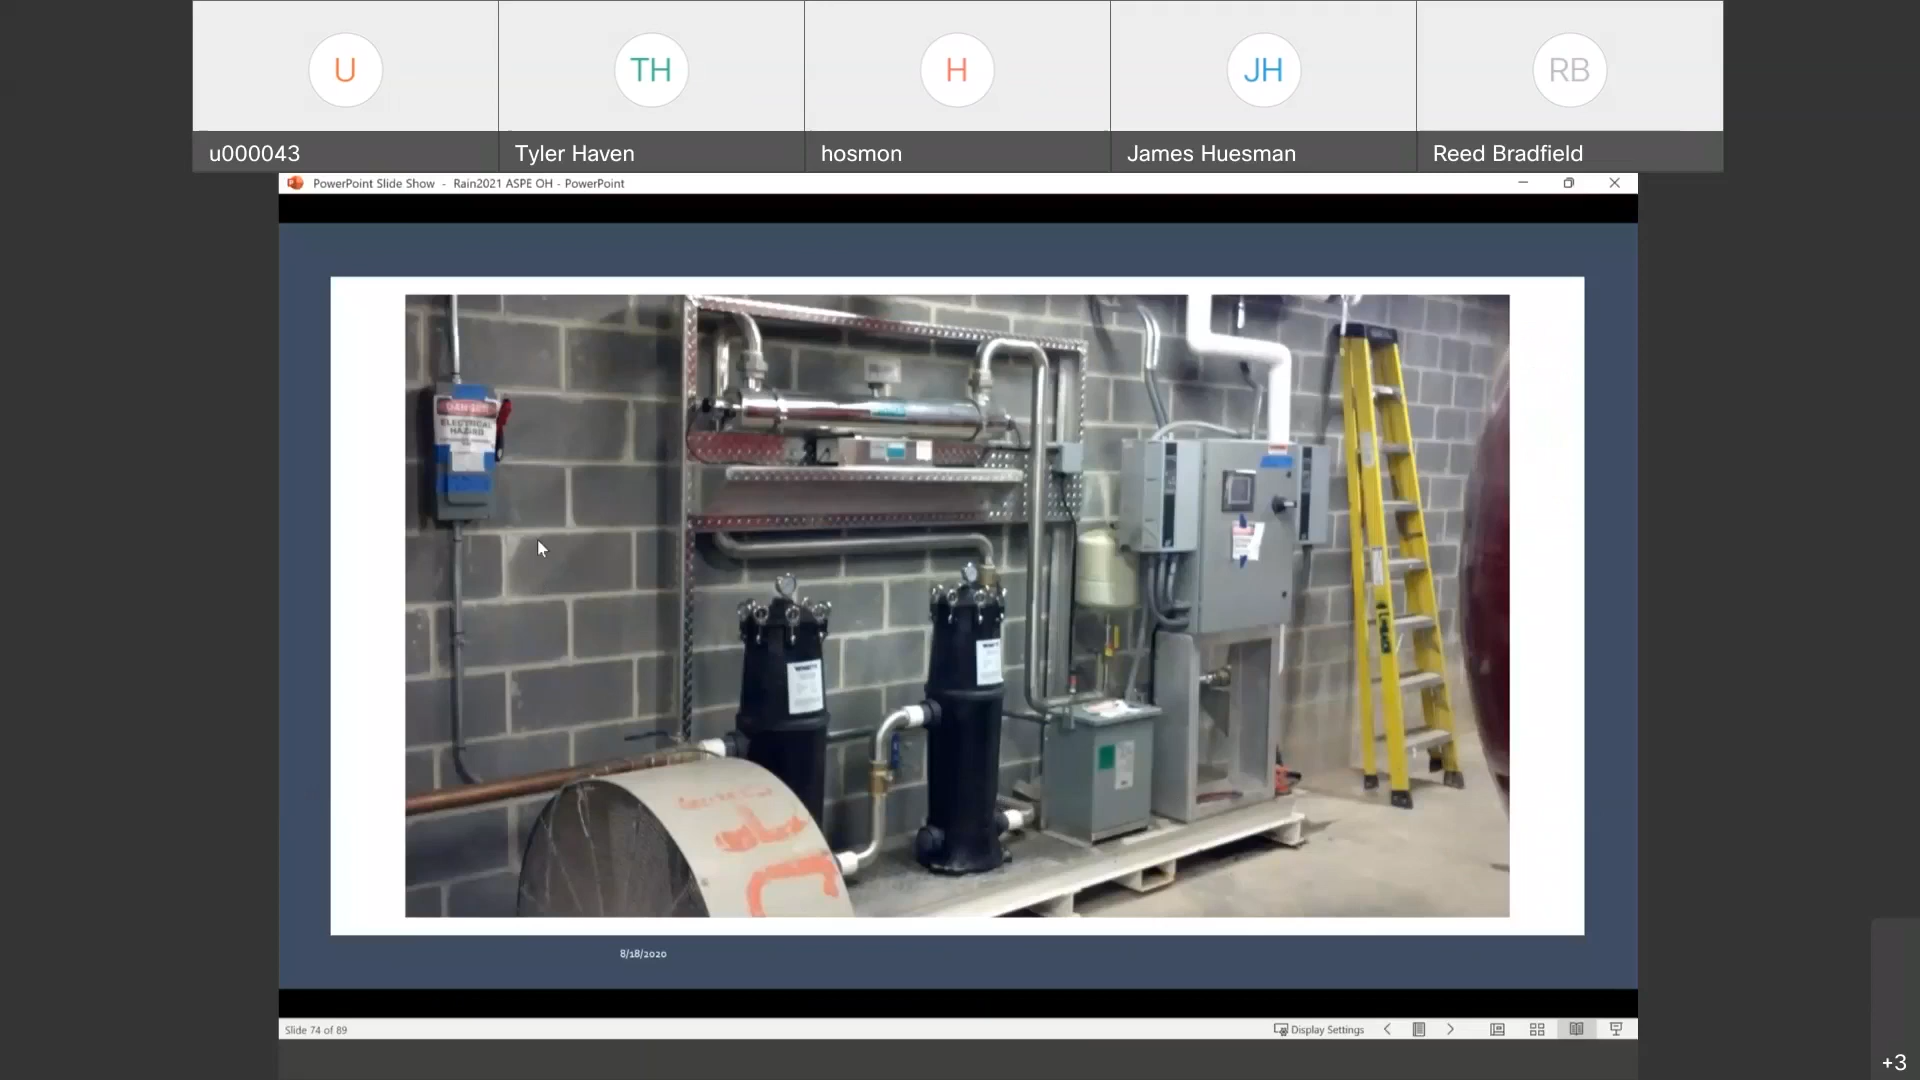 U
TH
H
JH
RB
u000043
Tyler Haven
hosmon
James Huesman
Reed Bradfield
PowerPoint Slide Show - Rain2021 ASPE OH - PowerPoint
DANGER
ELECTRICAL
HAZARD
8/18/2020
Slide 74 of 89
Display Settings
+3